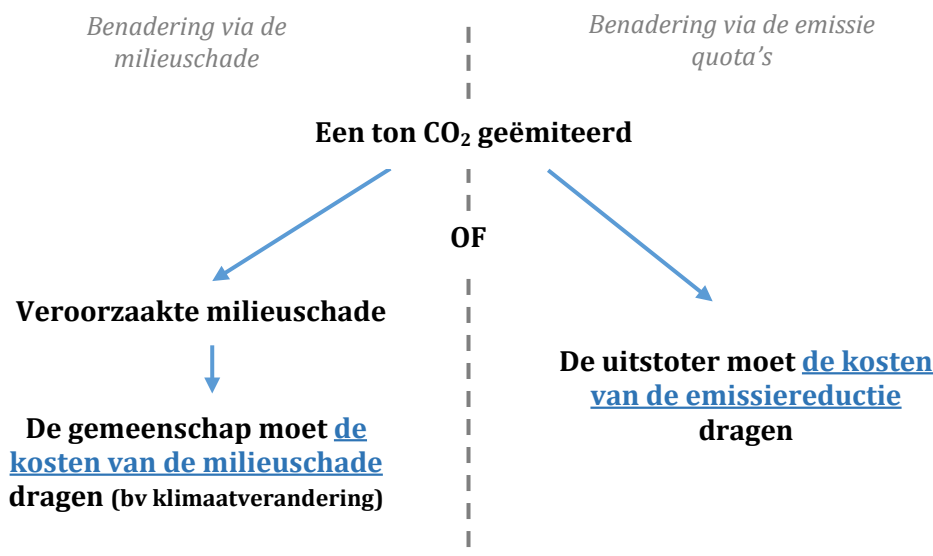 Benadering via de
milieuschade
Benadering via de emissie
quota's
Een ton CO₂ geëmiteerd
OF
Veroorzaakte milieuschade
De gemeenschap moet de
kosten van de milieuschade
dragen (bv klimaatverandering)
De uitstoter moet de kosten
van de emissiereductie
dragen